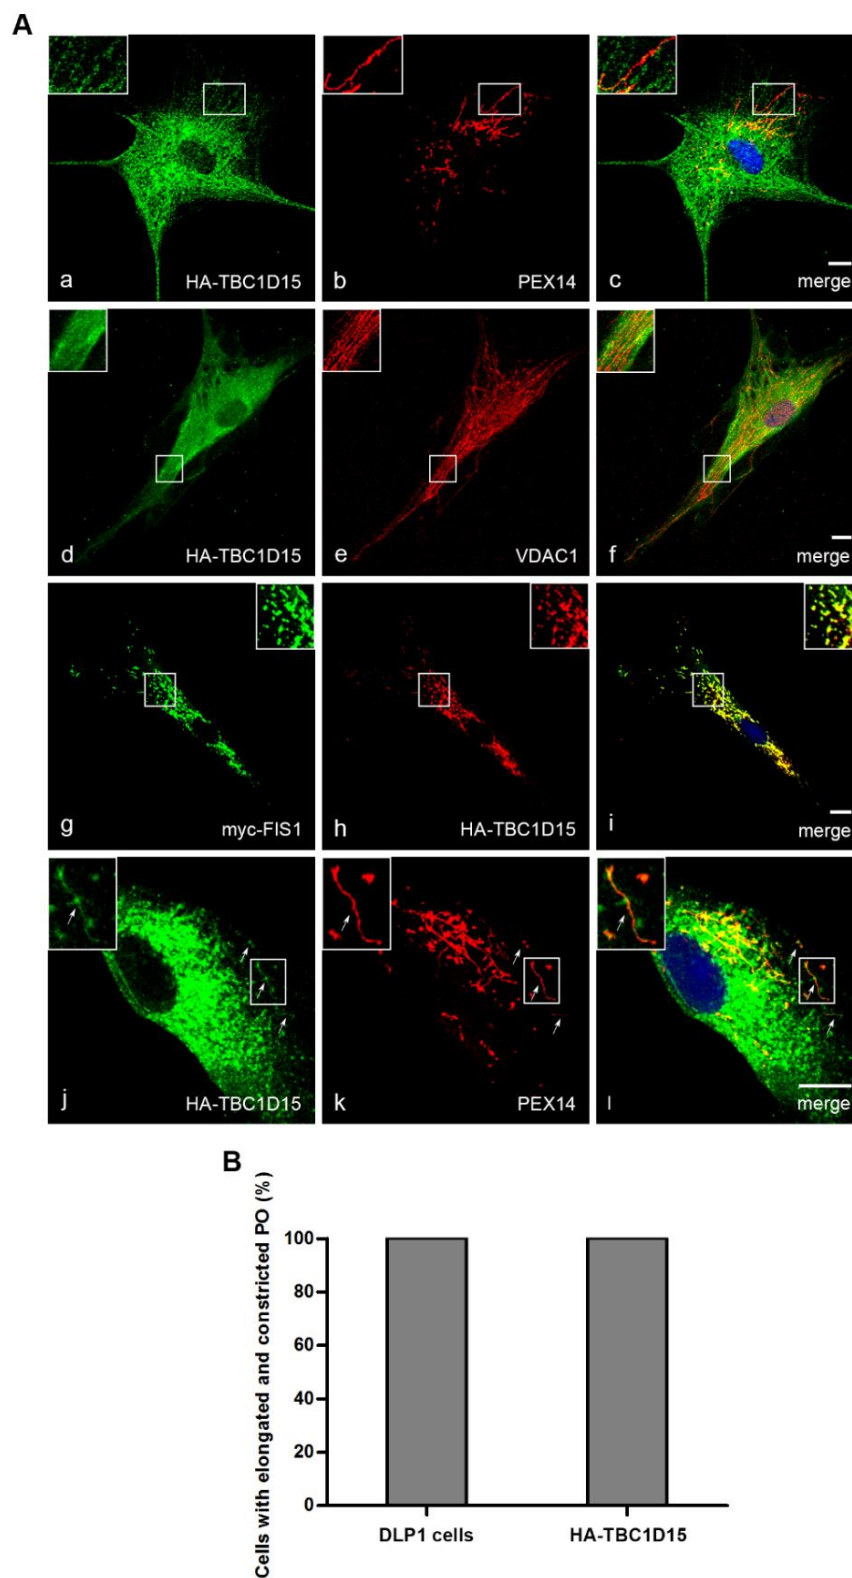 A
a HA-TBC1D15 b PEX14 c merge
d HA-TBC1D15 e VDAC1 f merge
g myc-FIS1 h HA-TBC1D15 i merge
j HA-TBC1D15 k PEX14 l merge
B
Cells with elongated and constricted PO (%)
100
80
60
40
20
0
DLP1 cells HA-TBC1D15